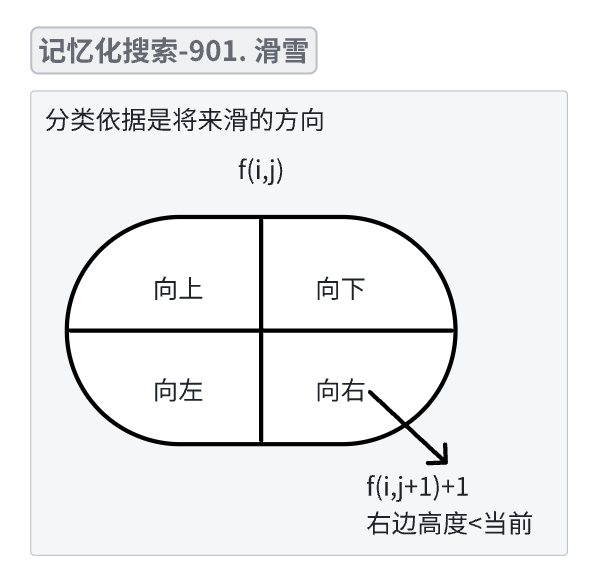 记忆化搜索-901. 滑雪
分类依据是将来滑的方向
f(i,j)
向上
向下
向左
向右
f(i,j+1)+1
右边高度<当前